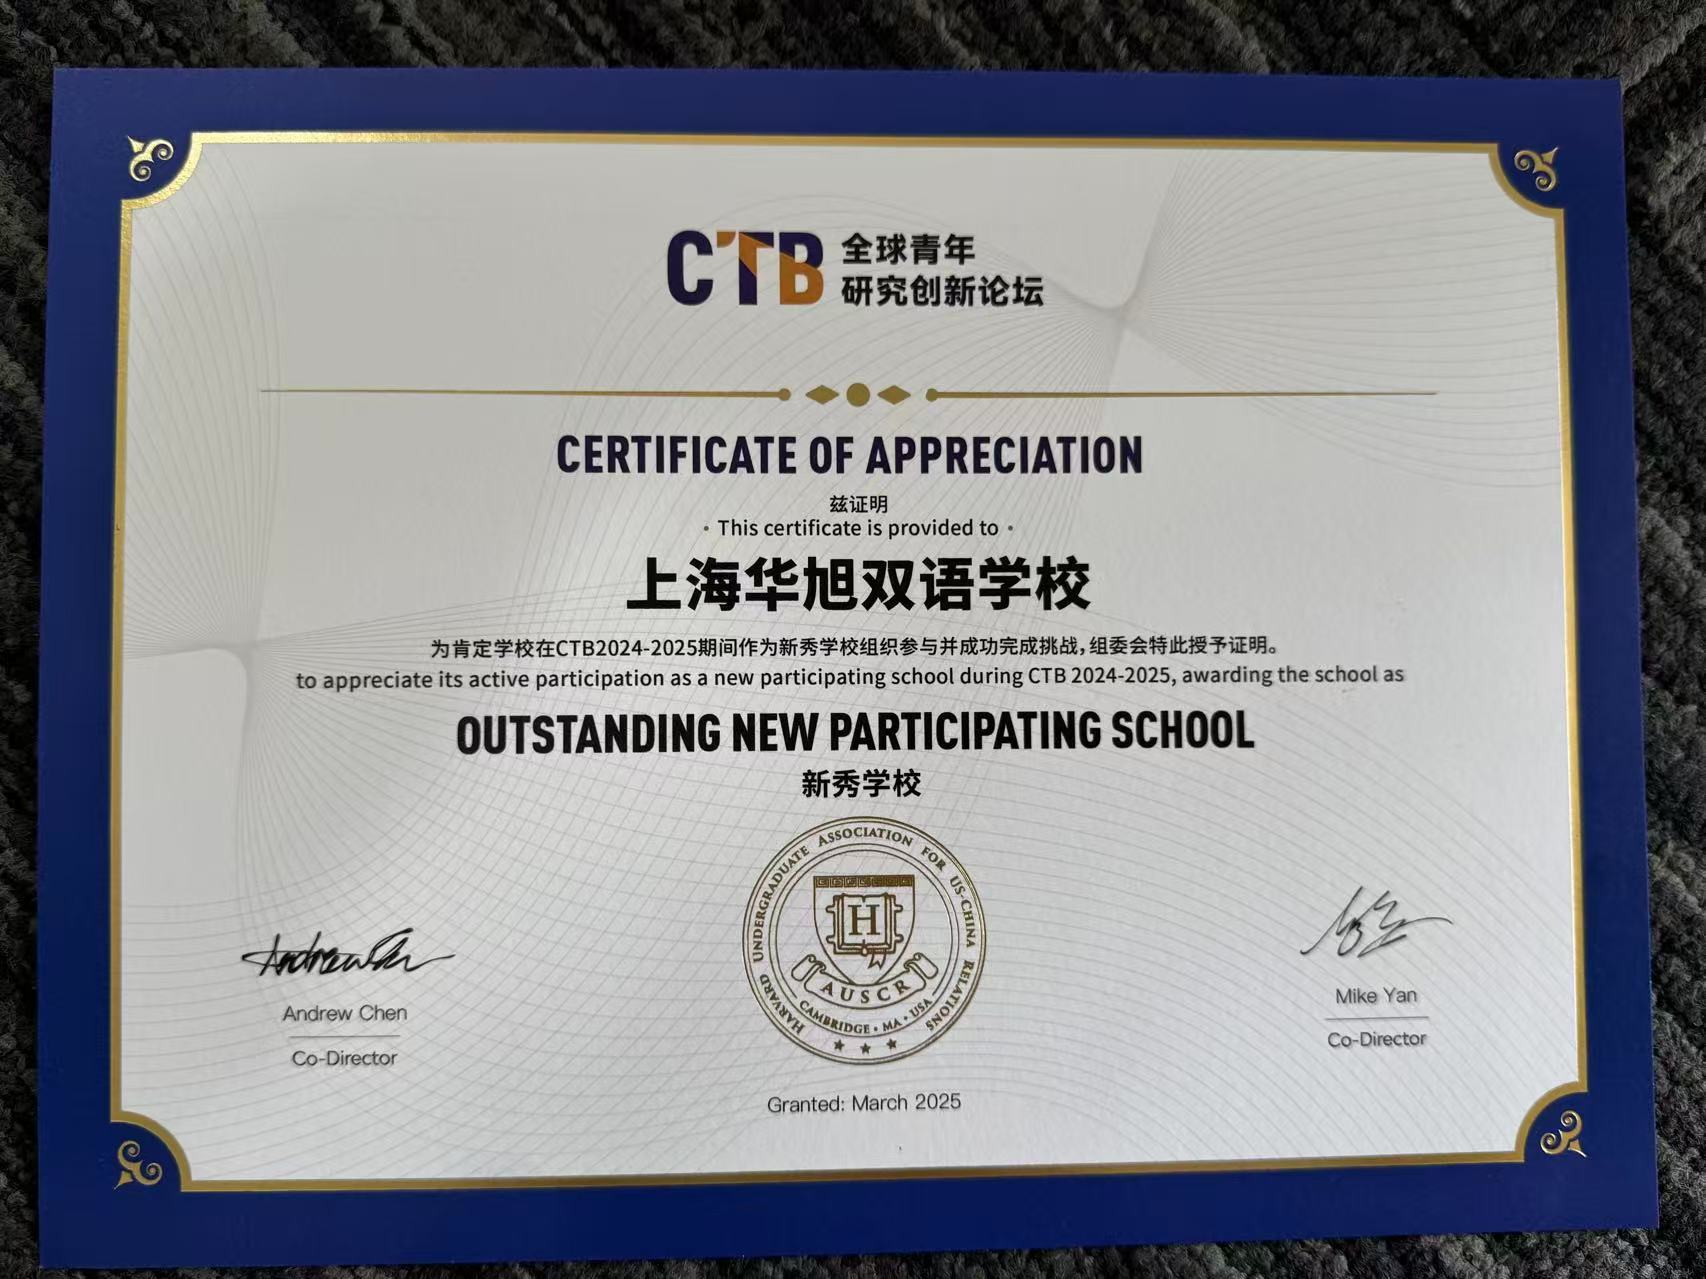 CTB 全球青年
研究创新论坛
CERTIFICATE OF APPRECIATION
兹证明
· This certificate is provided to ·
上海华旭双语学校
为肯定学校在CTB2024-2025期间作为新秀学校组织参与并成功完成挑战,组委会特此授予证明。
to appreciate its active participation as a new participating school during CTB 2024-2025, awarding the school as
OUTSTANDING NEW PARTICIPATING SCHOOL
新秀学校
HARVARD UNDERGRADUATE ASSOCIATION FOR US-CHINA RELATIONS
H
AUSCR
CAMBRIDGE • MA • USA
Andrew Chen
Andrew Chen
Co-Director
Mike Yan
Co-Director
Granted: March 2025